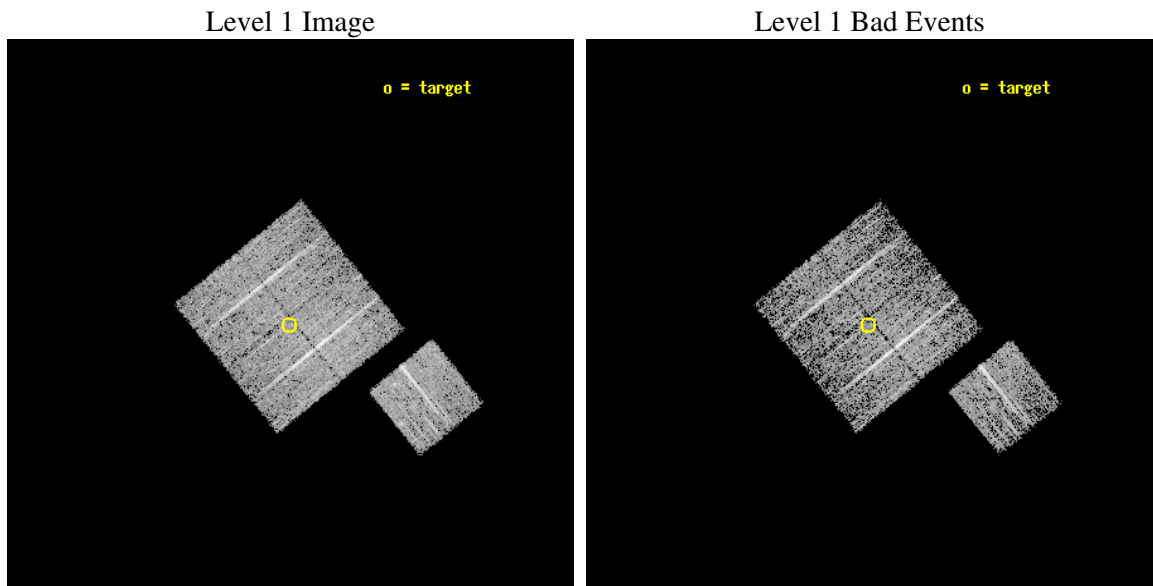 Level 1 Image
Level 1 Bad Events
o = target
o = target